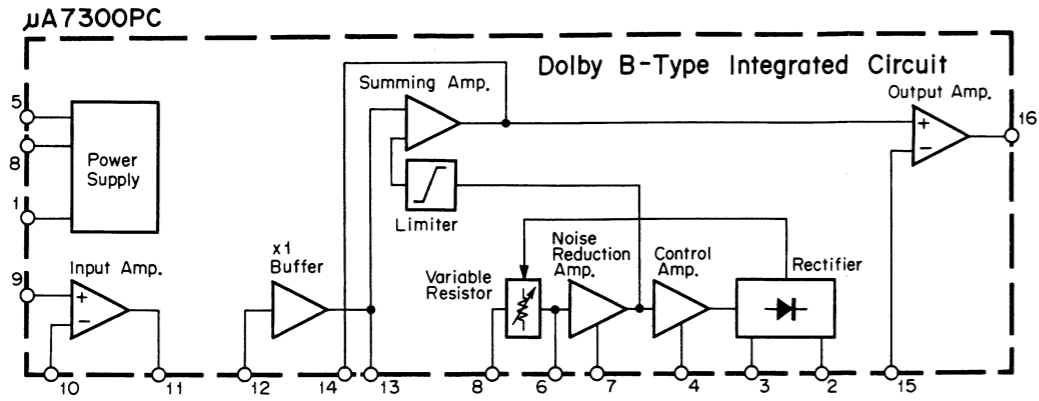 μA7300PC
Dolby B-Type Integrated Circuit
Summing Amp.
Output Amp.
5
16
8
Power
Supply
+
−
1
Limiter
Noise
Reduction
Amp.
Control
Amp.
Rectifier
Variable
Resistor
x1
Buffer
Input Amp.
9
+
−
10
11
12
14
13
8
6
7
4
3
2
15